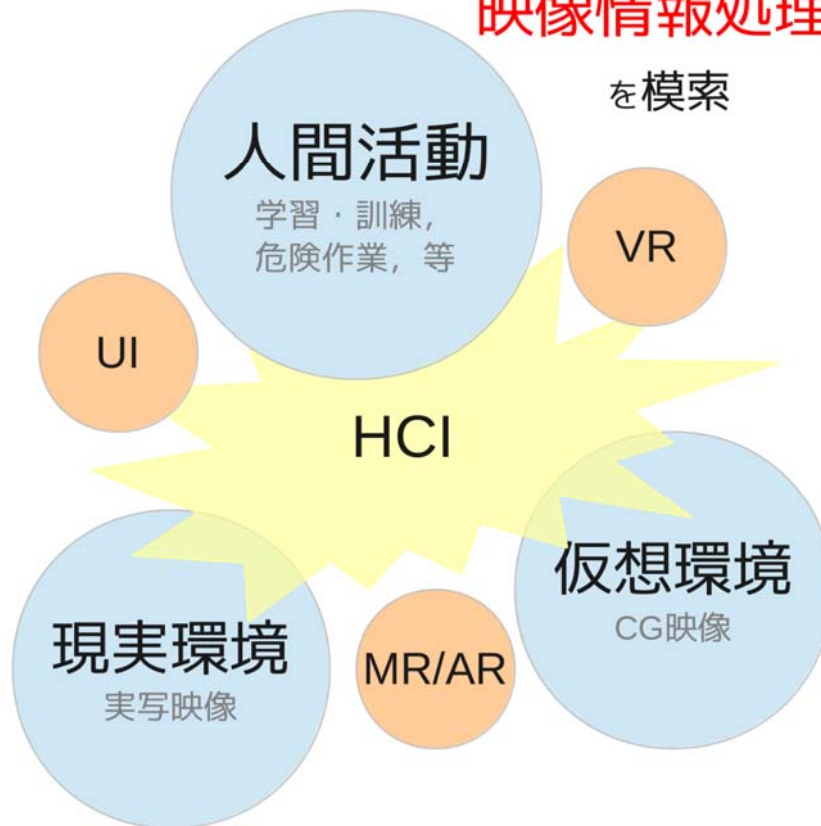 映像情報処理
を模索
人間活動
学習・訓練,
危険作業, 等
VR
UI
HCI
仮想環境
CG映像
現実環境
実写映像
MR/AR